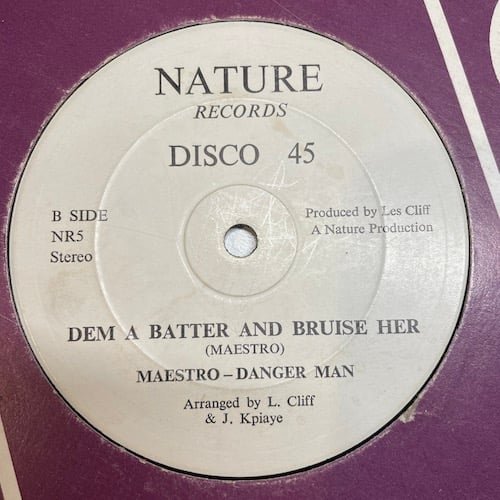 NATURE
RECORDS
DISCO 45
B SIDE
NR5
Stereo
Produced by Les Cliff
A Nature Production
DEM A BATTER AND BRUISE HER
(MAESTRO)
MAESTRO – DANGER MAN
Arranged by L. Cliff
& J. Kpiaye